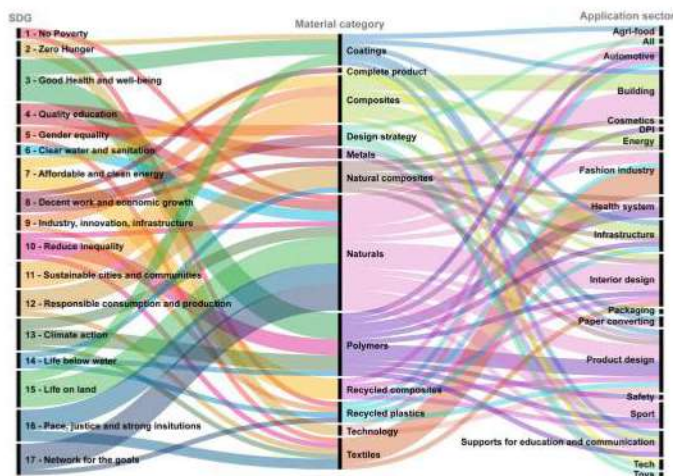 SDG
Material category
Application sector
1 - No Poverty
2 - Zero Hunger
3 - Good Health and well-being
4 - Quality education
5 - Gender equality
6 - Clear water and sanitation
7 - Affordable and clean energy
8 - Decent work and economic growth
9 - Industry, innovation, infrastructure
10 - Reduce inequality
11 - Sustainable cities and communities
12 - Responsible consumption and production
13 - Climate action
14 - Life below water
15 - Life on land
16 - Pace, justice and strong insitutions
17 - Network for the goals
Coatings
Complete product
Composites
Design strategy
Metals
Natural composites
Naturals
Polymers
Recycled composites
Recycled plastics
Technology
Textiles
Agri-food
All
Automotive
Building
Cosmetics
DPI
Energy
Fashion industry
Health system
Infrastructure
Interior design
Packaging
Paper converting
Product design
Safety
Sport
Supports for education and communication
Tech
Toys